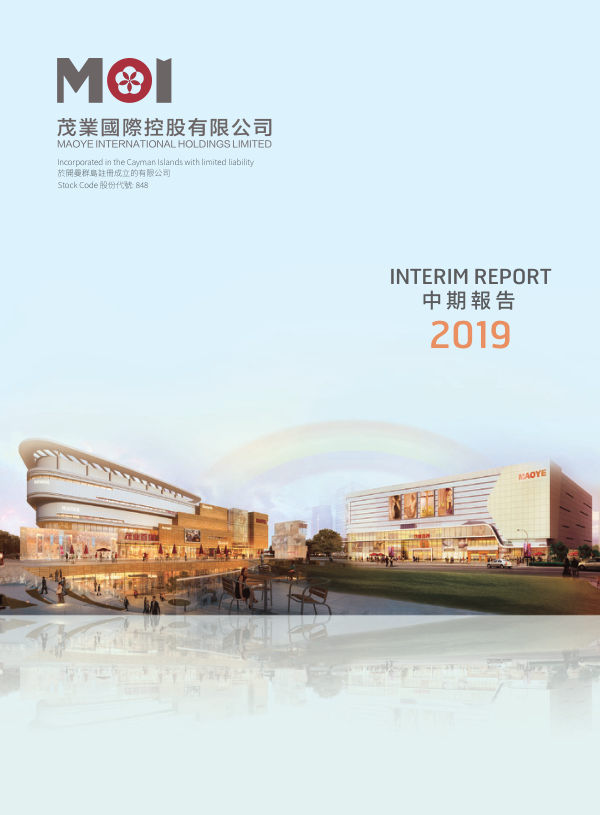 MOI
茂業國際控股有限公司
MAOYE INTERNATIONAL HOLDINGS LIMITED
Incorporated in the Cayman Islands with limited liability
於開曼群島註冊成立的有限公司
Stock Code 股份代號: 848
INTERIM REPORT
中期報告
2019
MAOYE
MAOYE